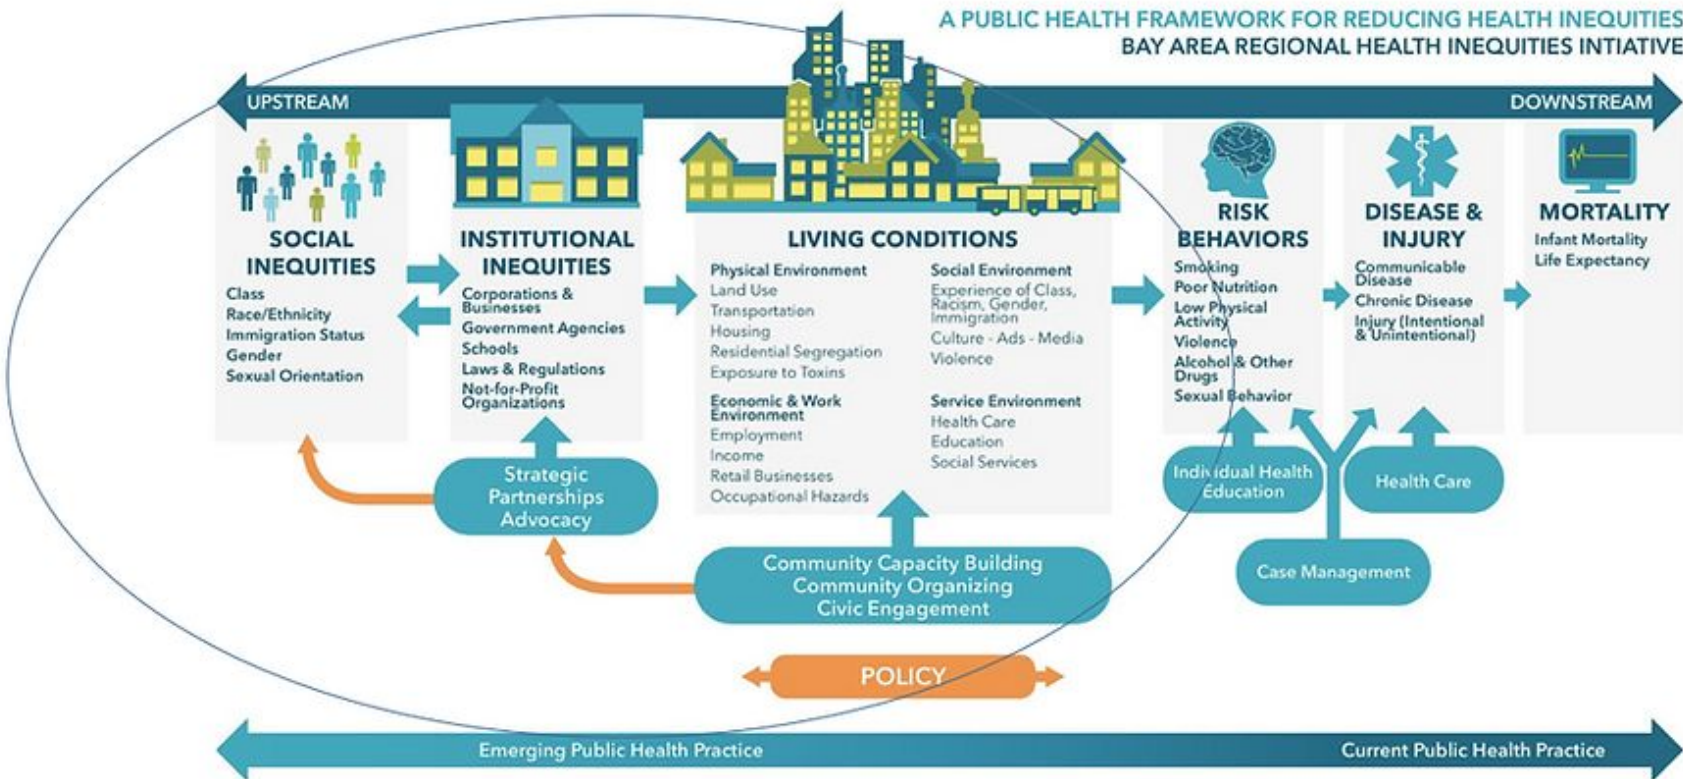 A PUBLIC HEALTH FRAMEWORK FOR REDUCING HEALTH INEQUITIES
BAY AREA REGIONAL HEALTH INEQUITIES INTIATIVE
UPSTREAM
DOWNSTREAM
SOCIAL
INEQUITIES
Class
Race/Ethnicity
Immigration Status
Gender
Sexual Orientation
INSTITUTIONAL
INEQUITIES
Corporations &
Businesses
Government Agencies
Schools
Laws & Regulations
Not-for-Profit
Organizations
LIVING CONDITIONS
Physical Environment
Land Use
Transportation
Housing
Residential Segregation
Exposure to Toxins
Economic & Work
Environment
Employment
Income
Retail Businesses
Occupational Hazards
Social Environment
Experience of Class,
Racism, Gender,
Immigration
Culture - Ads - Media
Violence
Service Environment
Health Care
Education
Social Services
RISK
BEHAVIORS
Smoking
Poor Nutrition
Low Physical
Activity
Violence
Alcohol & Other
Drugs
Sexual Behavior
DISEASE &
INJURY
Communicable
Disease
Chronic Disease
Injury (Intentional
& Unintentional)
MORTALITY
Infant Mortality
Life Expectancy
Strategic
Partnerships
Advocacy
Community Capacity Building
Community Organizing
Civic Engagement
Individual Health
Education
Health Care
Case Management
POLICY
Emerging Public Health Practice
Current Public Health Practice